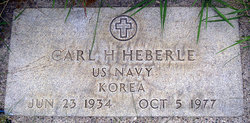 CARL H HEBERLE
US NAVY
KOREA
JUN 23 1934 OCT 5 1977